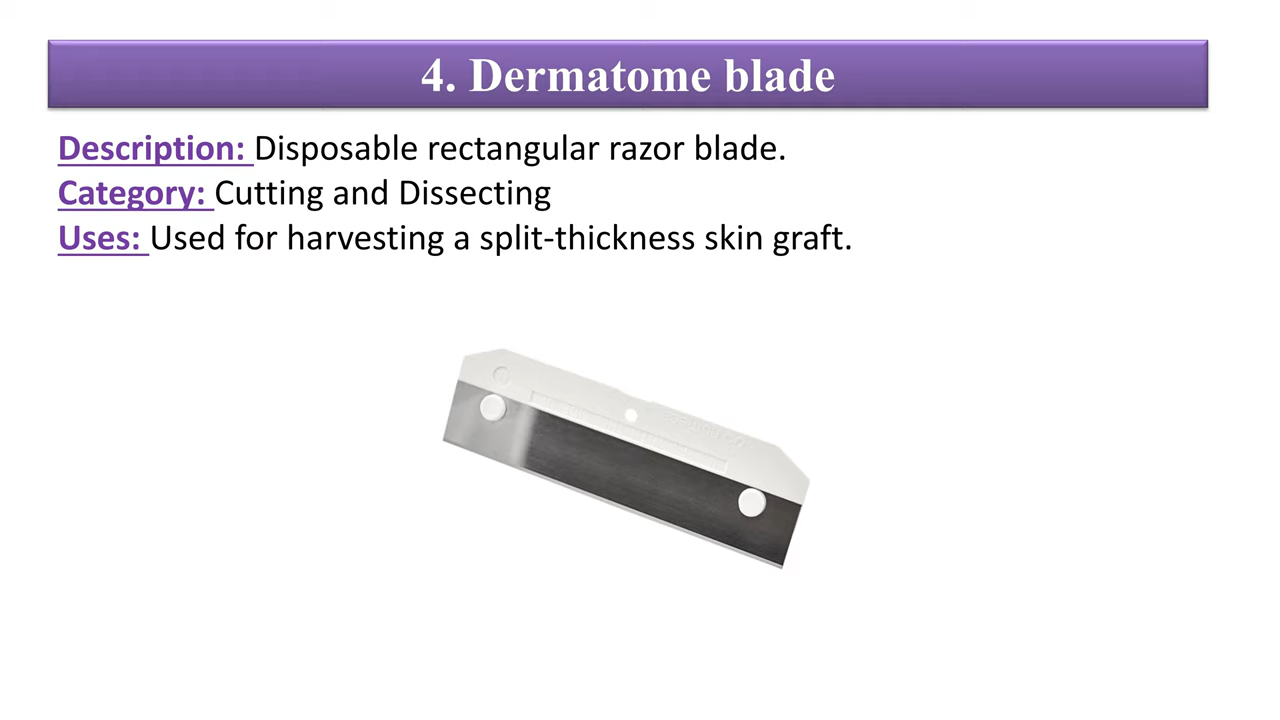 4. Dermatome blade
Description: Disposable rectangular razor blade.
Category: Cutting and Dissecting
Uses: Used for harvesting a split-thickness skin graft.